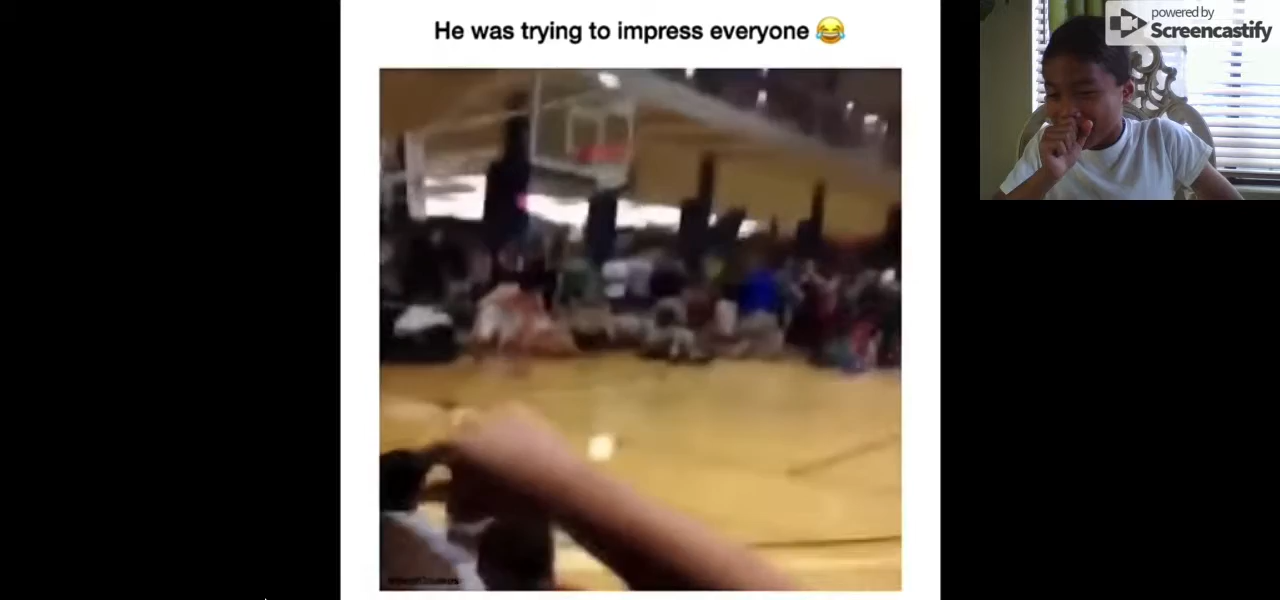 He was trying to impress everyone 😂
powered by
Screencastify